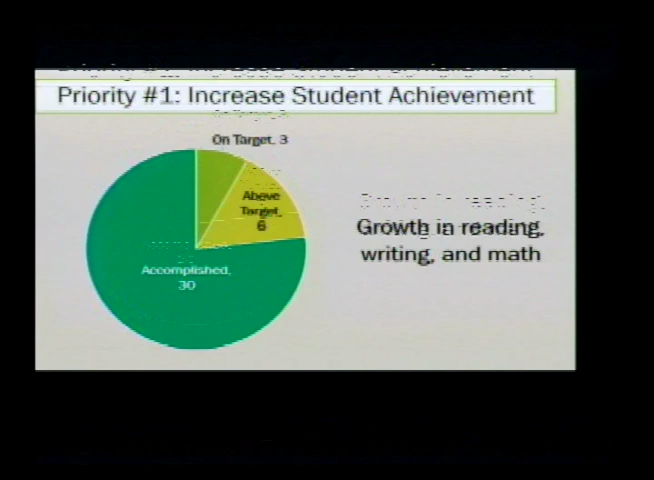 Priority #1: Increase Student Achievement
On Target, 3
Above
Target,
6
Accomplished,
30
Growth in reading,
writing, and math